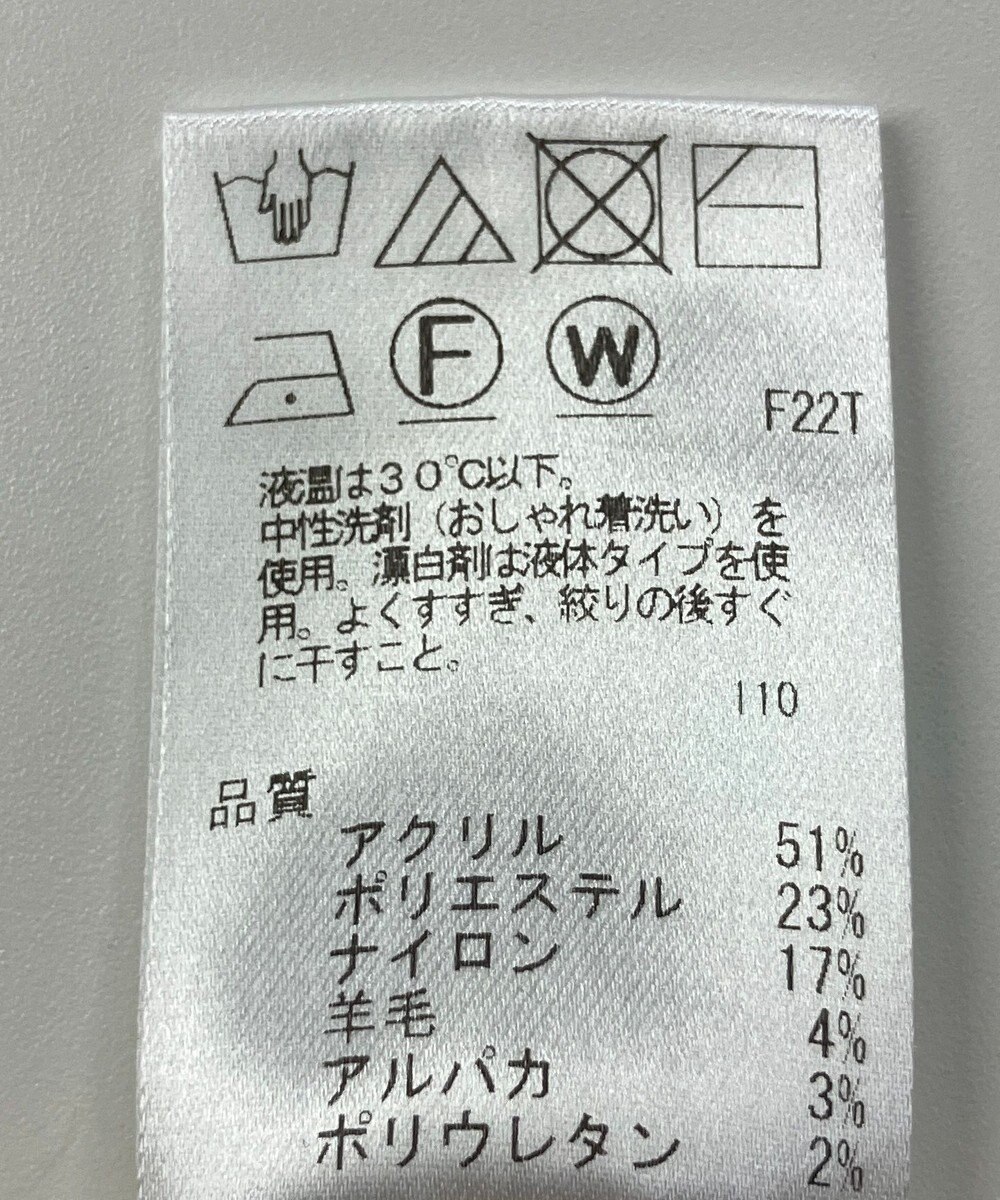 F
W
F22T
液温は30℃以下。
中性洗剤（おしゃれ着洗い）を
使用。漂白剤は液体タイプを使
用。よくすすぎ、絞りの後すぐ
に干すこと。
I10
品質
アクリル 51%
ポリエステル 23%
ナイロン 17%
羊毛 4%
アルパカ 3%
ポリウレタン 2%